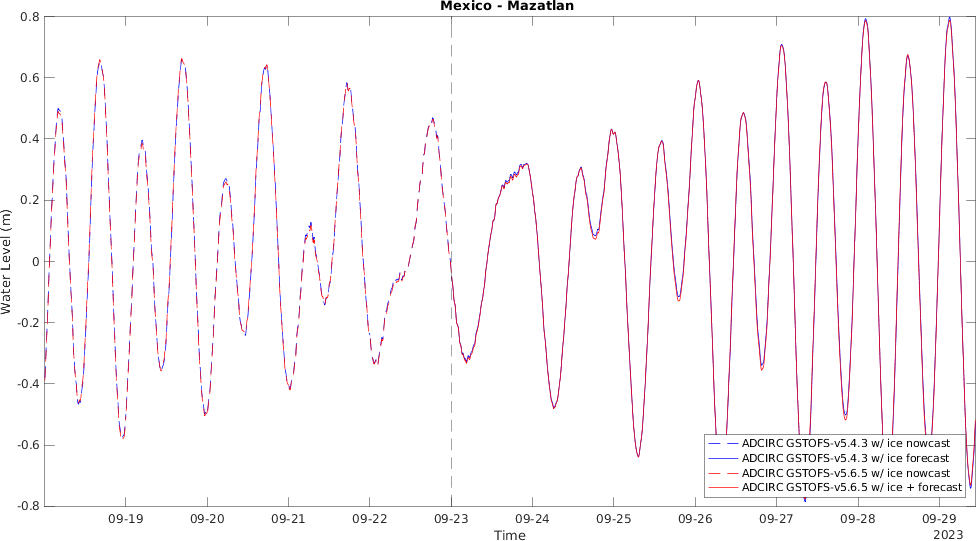 Mexico - Mazatlan
Water Level (m)
0.8
0.6
0.4
0.2
0
-0.2
-0.4
-0.6
-0.8
ADCIRC GSTOFS-v5.4.3 w/ ice nowcast
ADCIRC GSTOFS-v5.4.3 w/ ice forecast
ADCIRC GSTOFS-v5.6.5 w/ ice nowcast
ADCIRC GSTOFS-v5.6.5 w/ ice + forecast
09-19 09-20 09-21 09-22 09-23 09-24 09-25 09-26 09-27 09-28 09-29
Time
2023